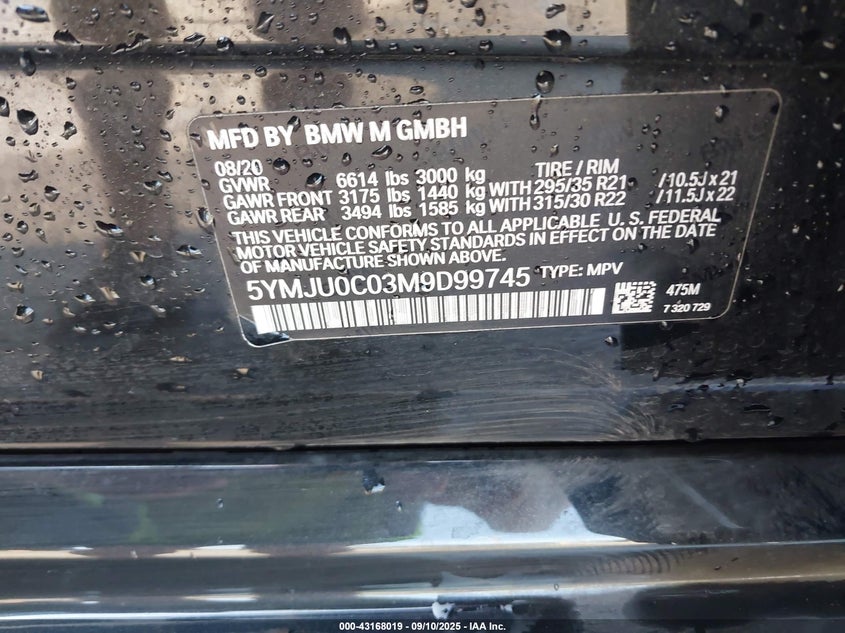 MFD BY BMW M GMBH
08/20 TIRE / RIM
GVWR 6614 lbs 3000 kg
GAWR FRONT 3175 lbs 1440 kg WITH 295/35 R21 /10.5J x 21
GAWR REAR 3494 lbs 1585 kg WITH 315/30 R22 /11.5J x 22
THIS VEHICLE CONFORMS TO ALL APPLICABLE U.S. FEDERAL
MOTOR VEHICLE SAFETY STANDARDS IN EFFECT ON THE DATE
OF MANUFACTURE SHOWN ABOVE.
5YMJU0C03M9D99745 TYPE: MPV
475M
7 320 729
000-43168019 - 09/10/2025 - IAA Inc.